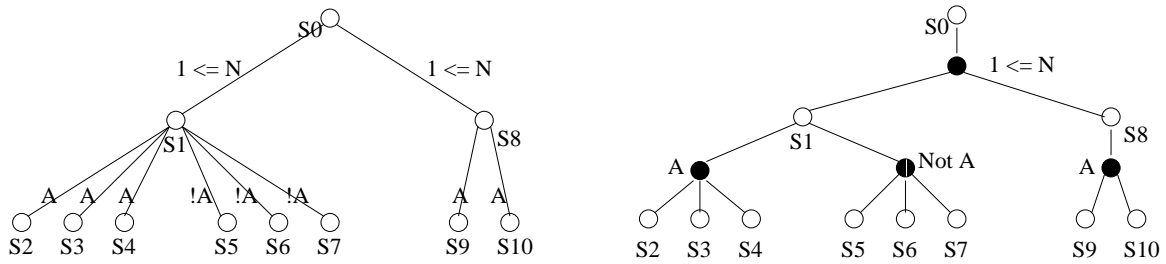 S0
1 <= N 1 <= N
S1 S8
A A A !A !A !A A A
S2 S3 S4 S5 S6 S7 S9 S10
S0
1 <= N
S1 S8
A Not A A
S2 S3 S4 S5 S6 S7 S9 S10